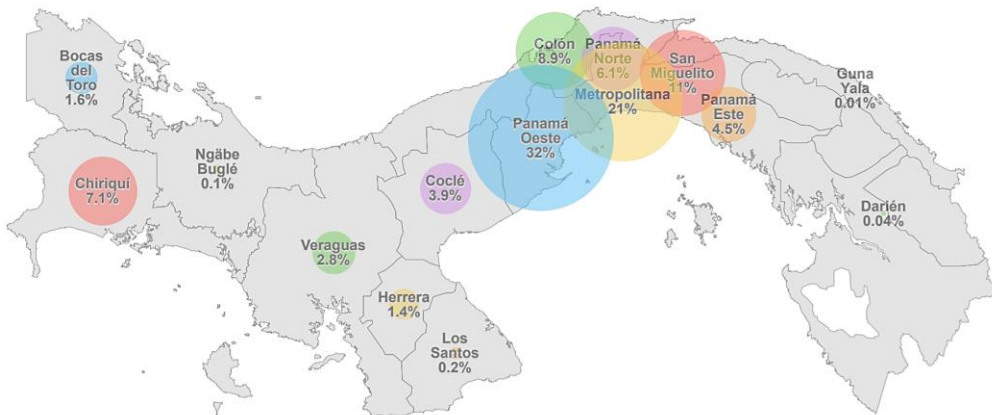 Bocas
del
Toro
1.6%
Colón
8.9%
Panamá
Norte
6.1%
San
Miguelito
11%
Guna
Yala
0.01%
Metropolitana
21%
Panamá
Este
4.5%
Panamá
Oeste
32%
Ngäbe
Buglé
0.1%
Chiriquí
7.1%
Coclé
3.9%
Darién
0.04%
Veraguas
2.8%
Herrera
1.4%
Los
Santos
0.2%